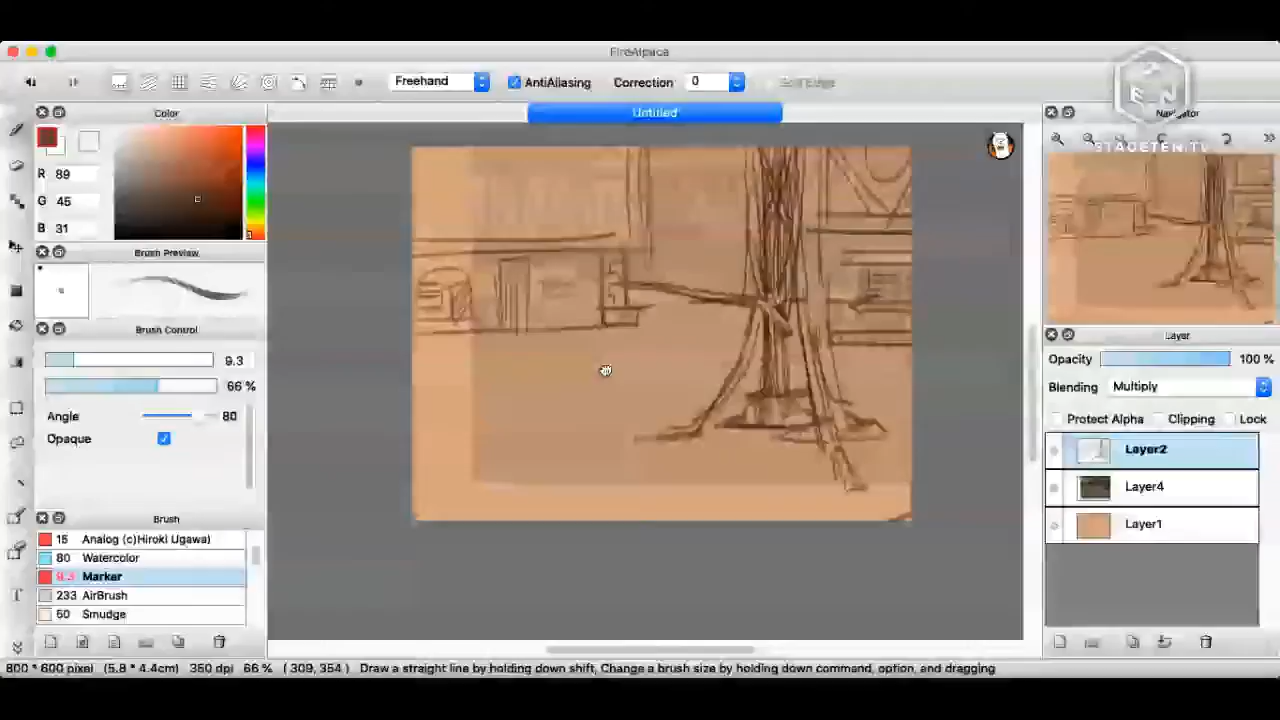 FireAlpaca
Freehand
AntiAliasing
Correction
0
Soft Edge
Color
Untitled
Navigator
STAGETEN.TV
R 89
G 45
B 31
Brush Preview
Brush Control
9.3
66 %
Angle
80
Opaque
Layer
Opacity
100 %
Blending
Multiply
Protect Alpha
Clipping
Lock
Layer2
Layer4
Layer1
Brush
15 Analog (c)Hiroki Ugawa)
80 Watercolor
9.3 Marker
233 AirBrush
50 Smudge
T
800 * 600 pixel (5.8 * 4.4cm) 350 dpi 66 % ( 309, 354 ) Draw a straight line by holding down shift, Change a brush size by holding down command, option, and dragging